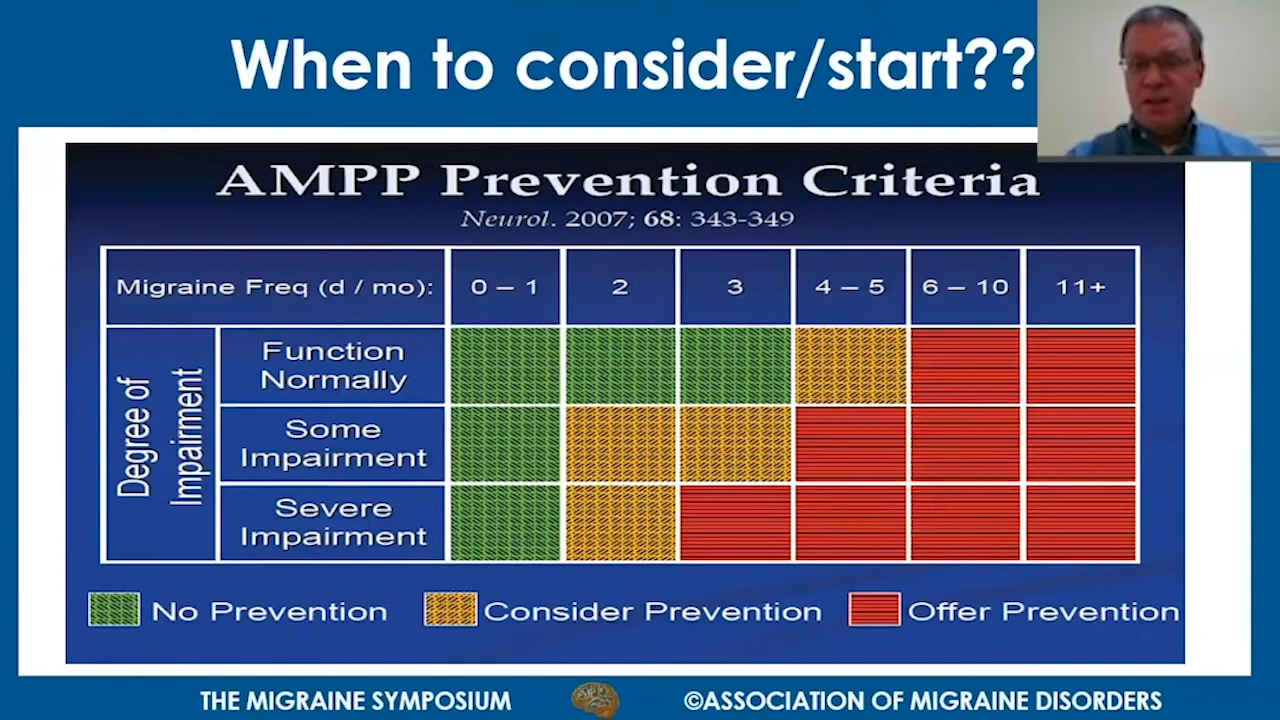 When to consider/start??
AMPP Prevention Criteria
Neurol. 2007; 68: 343-349
Migraine Freq (d / mo): 0 – 1 2 3 4 – 5 6 – 10 11+
Degree of
Impairment
Function
Normally
Some
Impairment
Severe
Impairment
No Prevention Consider Prevention Offer Prevention
THE MIGRAINE SYMPOSIUM ©ASSOCIATION OF MIGRAINE DISORDERS